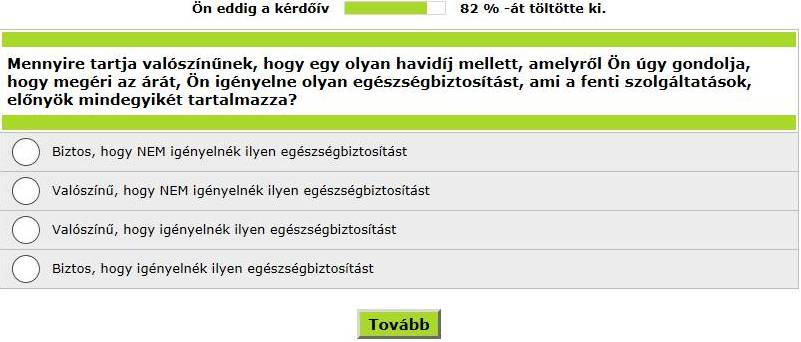 Ön eddig a kérdőív 82 % -át töltötte ki.
Mennyire tartja valószínűnek, hogy egy olyan havidíj mellett, amelyről Ön úgy gondolja,
hogy megéri az árát, Ön igényelne olyan egészségbiztosítást, ami a fenti szolgáltatások,
előnyök mindegyikét tartalmazza?
Biztos, hogy NEM igényelnék ilyen egészségbiztosítást
Valószínű, hogy NEM igényelnék ilyen egészségbiztosítást
Valószínű, hogy igényelnék ilyen egészségbiztosítást
Biztos, hogy igényelnék ilyen egészségbiztosítást
Tovább